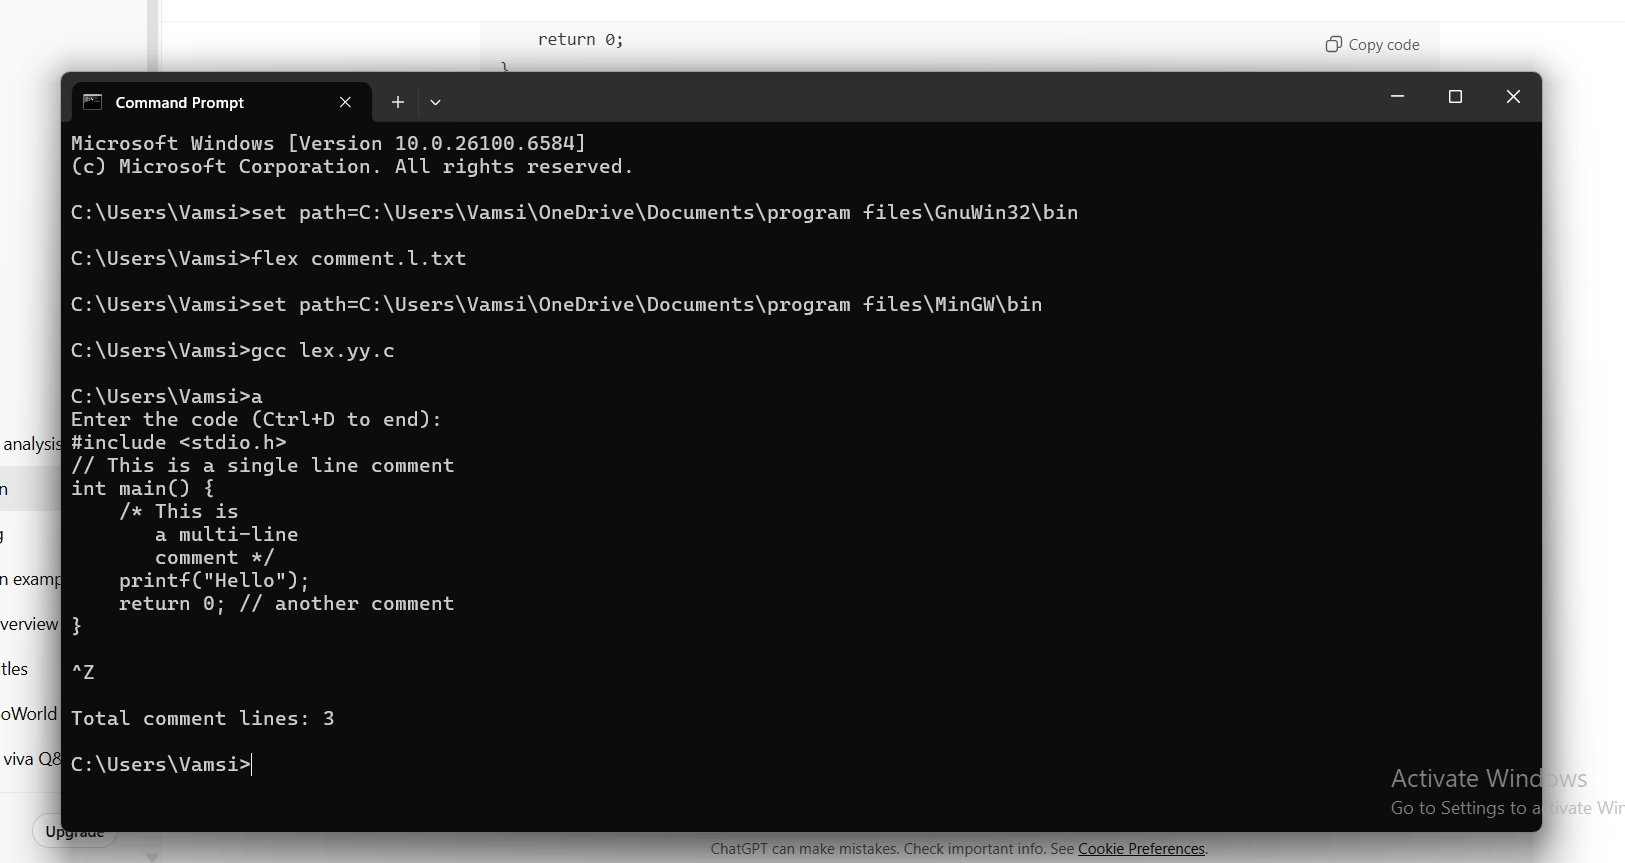 return 0;
Copy code
}
Command Prompt
Microsoft Windows [Version 10.0.26100.6584]
(c) Microsoft Corporation. All rights reserved.
C:\Users\Vamsi>set path=C:\Users\Vamsi\OneDrive\Documents\program files\GnuWin32\bin
C:\Users\Vamsi>flex comment.l.txt
C:\Users\Vamsi>set path=C:\Users\Vamsi\OneDrive\Documents\program files\MinGW\bin
C:\Users\Vamsi>gcc lex.yy.c
C:\Users\Vamsi>a
Enter the code (Ctrl+D to end):
#include <stdio.h>
// This is a single line comment
int main() {
    /* This is
       a multi-line
       comment */
    printf("Hello");
    return 0; // another comment
}
^Z
Total comment lines: 3
C:\Users\Vamsi>
analysis
n
g
n examp
verview
tles
oWorld
viva Q&
Upgrade
Activate Windows
Go to Settings to activate Win
ChatGPT can make mistakes. Check important info. See Cookie Preferences.